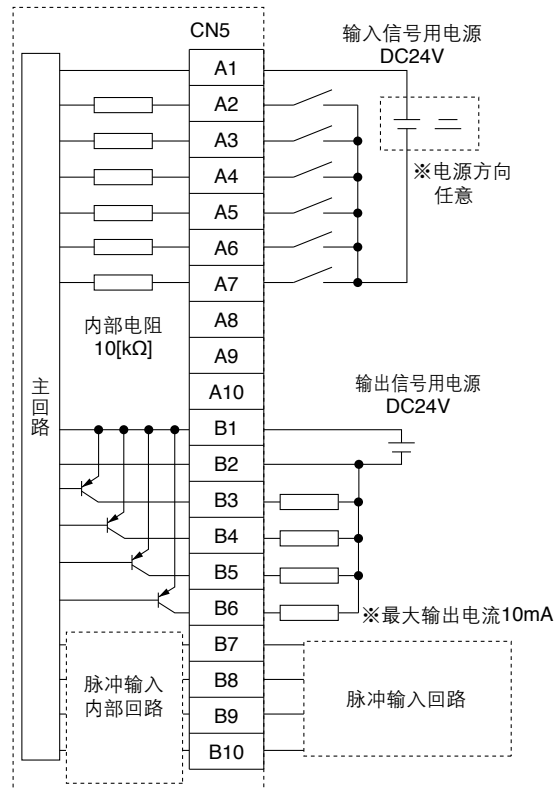 CN5
输入信号用电源
DC24V
A1
A2
A3
A4
A5
A6
A7
A8
A9
A10
B1
B2
B3
B4
B5
B6
B7
B8
B9
B10
※电源方向
任意
内部电阻
10[kΩ]
主回路
输出信号用电源
DC24V
※最大输出电流10mA
脉冲输入
内部回路
脉冲输入回路